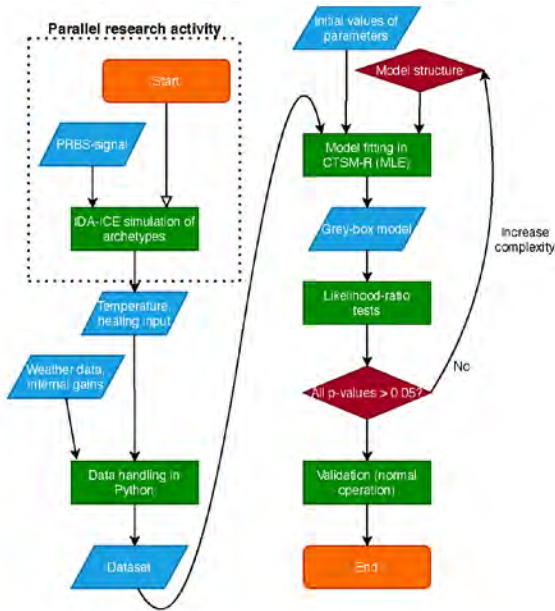 Parallel research activity
Start
PRBS-signal
IDA-ICE simulation of
archetypes
Temperature,
heating input
Weather data,
internal gains
Data handling in
Python
Dataset
Initial values of
parameters
Model structure
Model fitting in
CTSM-R (MLE)
Grey-box model
Increase
complexity
Likelihood-ratio
tests
All p-values > 0.05?
No
Validation (normal
operation)
End